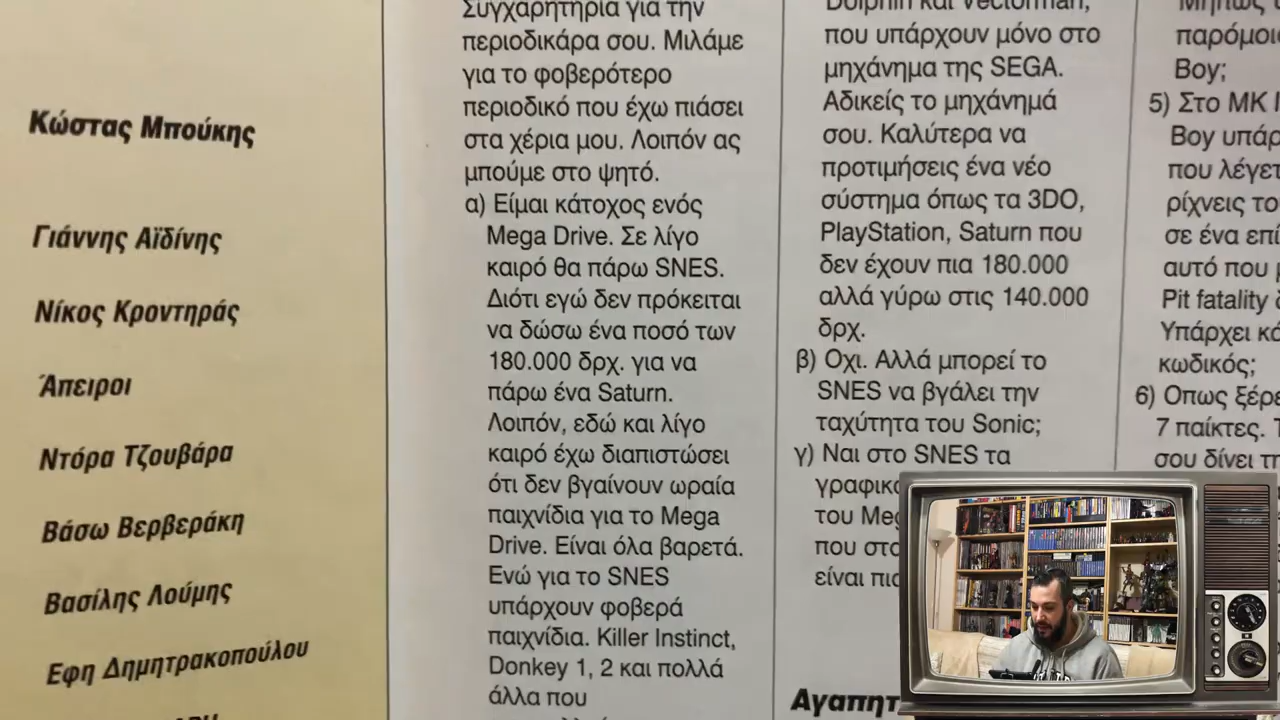 Κώστας Μπούκης
Γιάννης Αϊδίνης
Νίκος Κροντηράς
Άπειροι
Ντόρα Τζουβάρα
Βάσω Βερβεράκη
Βασίλης Λούμης
Εφη Δημητρακοπούλου
Συγχαρητήρια για την
περιοδικάρα σου. Μιλάμε
για το φοβερότερο
περιοδικό που έχω πιάσει
στα χέρια μου. Λοιπόν ας
μπούμε στο ψητό.
α) Είμαι κάτοχος ενός
Mega Drive. Σε λίγο
καιρό θα πάρω SNES.
Διότι εγώ δεν πρόκειται
να δώσω ένα ποσό των
180.000 δρχ. για να
πάρω ένα Saturn.
Λοιπόν, εδώ και λίγο
καιρό έχω διαπιστώσει
ότι δεν βγαίνουν ωραία
παιχνίδια για το Mega
Drive. Είναι όλα βαρετά.
Ενώ για το SNES
υπάρχουν φοβερά
παιχνίδια. Killer Instinct,
Donkey 1, 2 και πολλά
άλλα που
Dolphin και Vectorman,
που υπάρχουν μόνο στο
μηχάνημα της SEGA.
Αδικείς το μηχάνημά
σου. Καλύτερα να
προτιμήσεις ένα νέο
σύστημα όπως τα 3DO,
PlayStation, Saturn που
δεν έχουν πια 180.000
αλλά γύρω στις 140.000
δρχ.
β) Οχι. Αλλά μπορεί το
SNES να βγάλει την
ταχύτητα του Sonic;
γ) Ναι στο SNES τα
γραφικ
του Meg
που στο
είναι πιο
Αγαπητ
Μήπως
παρόμοι
Boy;
5) Στο MK
Boy υπάρ
που λέγετ
ρίχνεις το
σε ένα επί
αυτό που
Pit fatality
Υπάρχει κά
κωδικός;
6) Οπως ξέρε
7 παίκτες.
σου δίνει τη